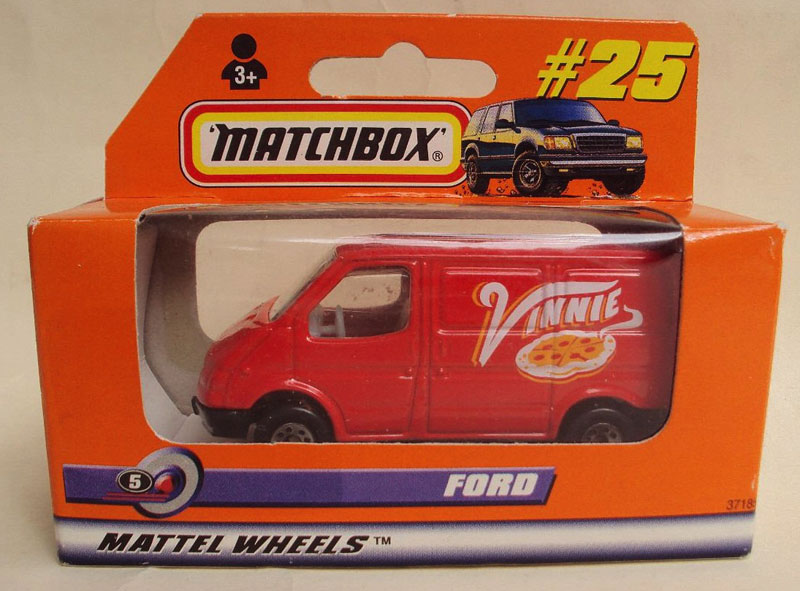 3+
#25
'MATCHBOX'®
VINNIE
5
FORD
3718
MATTEL WHEELS™